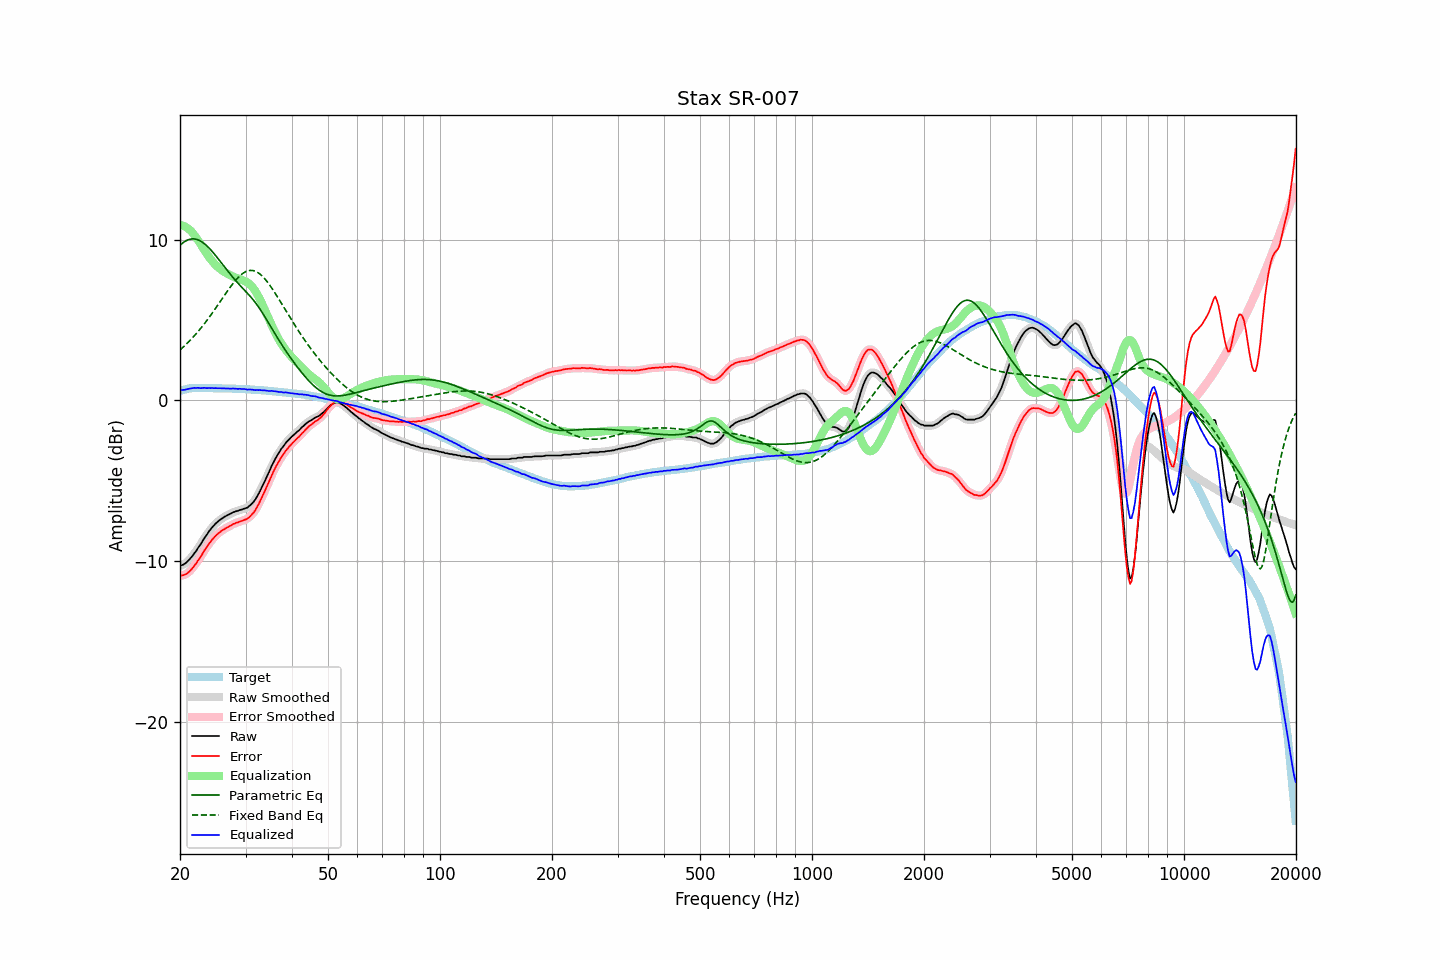 Stax SR-007
Amplitude (dBr)
10
0
−10
−20
Target
Raw Smoothed
Error Smoothed
Raw
Error
Equalization
Parametric Eq
Fixed Band Eq
Equalized
20 50 100 200 500 1000 2000 5000 10000 20000
Frequency (Hz)